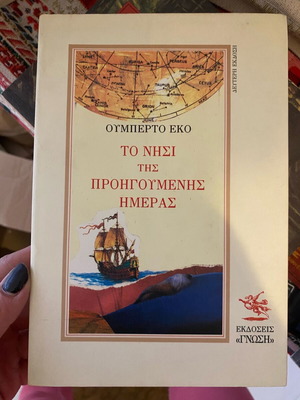 ΔΕΥΤΕΡΗ ΕΚΔΟΣΗ
ΟΥΜΠΕΡΤΟ ΕΚΟ
ΤΟ ΝΗΣΙ
ΤΗΣ
ΠΡΟΗΓΟΥΜΕΝΗΣ
ΗΜΕΡΑΣ
ΕΚΔΟΣΕΙΣ
«ΓΝΩΣΗ»